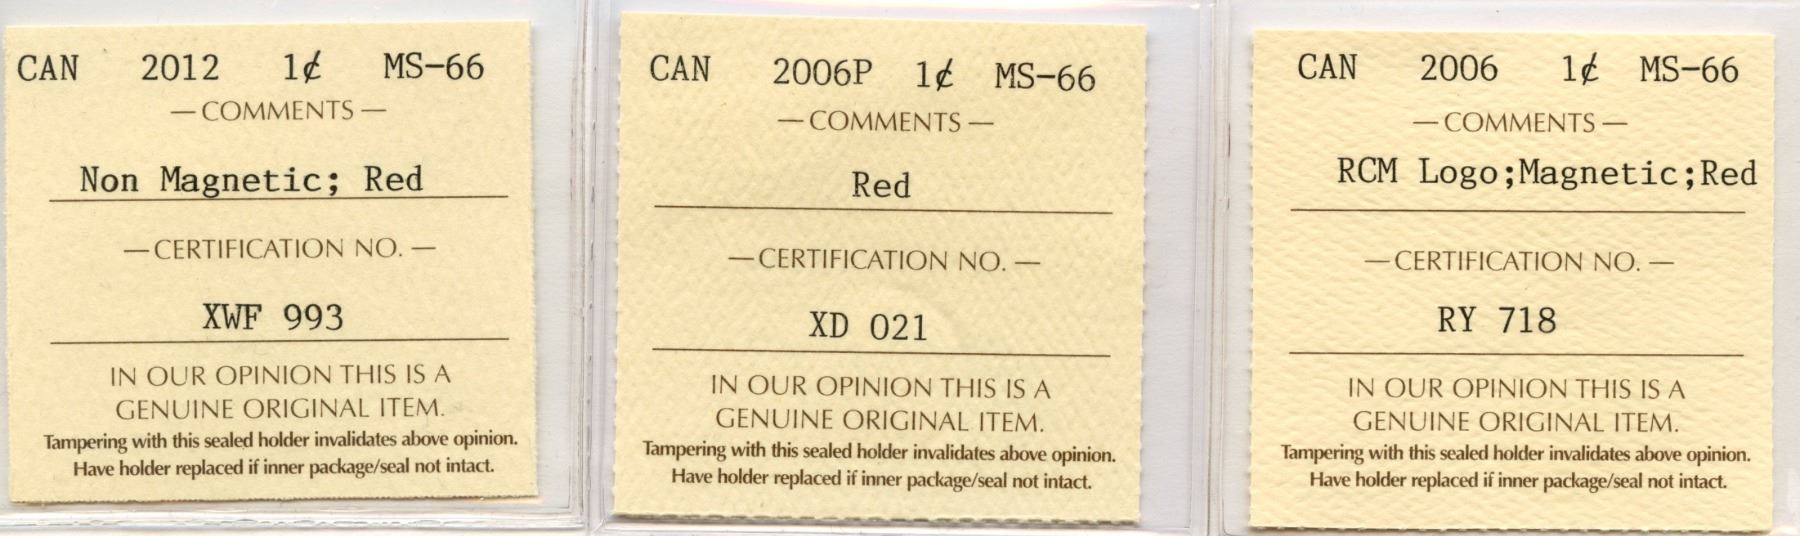 CAN 2012 1¢ MS-66
— COMMENTS —
Non Magnetic; Red
— CERTIFICATION NO. —
XWF 993
IN OUR OPINION THIS IS A
GENUINE ORIGINAL ITEM.
Tampering with this sealed holder invalidates above opinion.
Have holder replaced if inner package/seal not intact.
CAN 2006P 1¢ MS-66
— COMMENTS —
Red
— CERTIFICATION NO. —
XD 021
IN OUR OPINION THIS IS A
GENUINE ORIGINAL ITEM.
Tampering with this sealed holder invalidates above opinion.
Have holder replaced if inner package/seal not intact.
CAN 2006 1¢ MS-66
— COMMENTS —
RCM Logo;Magnetic;Red
— CERTIFICATION NO. —
RY 718
IN OUR OPINION THIS IS A
GENUINE ORIGINAL ITEM.
Tampering with this sealed holder invalidates above opinion.
Have holder replaced if inner package/seal not intact.